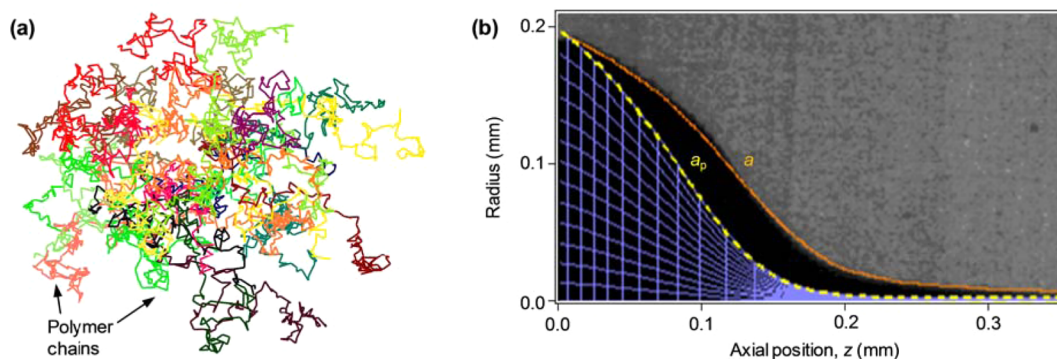 (a)
Polymer
chains
(b)
Radius (mm)
0.2
0.1
0.0
a_p
a
0.0
0.1
0.2
0.3
Axial position, z (mm)